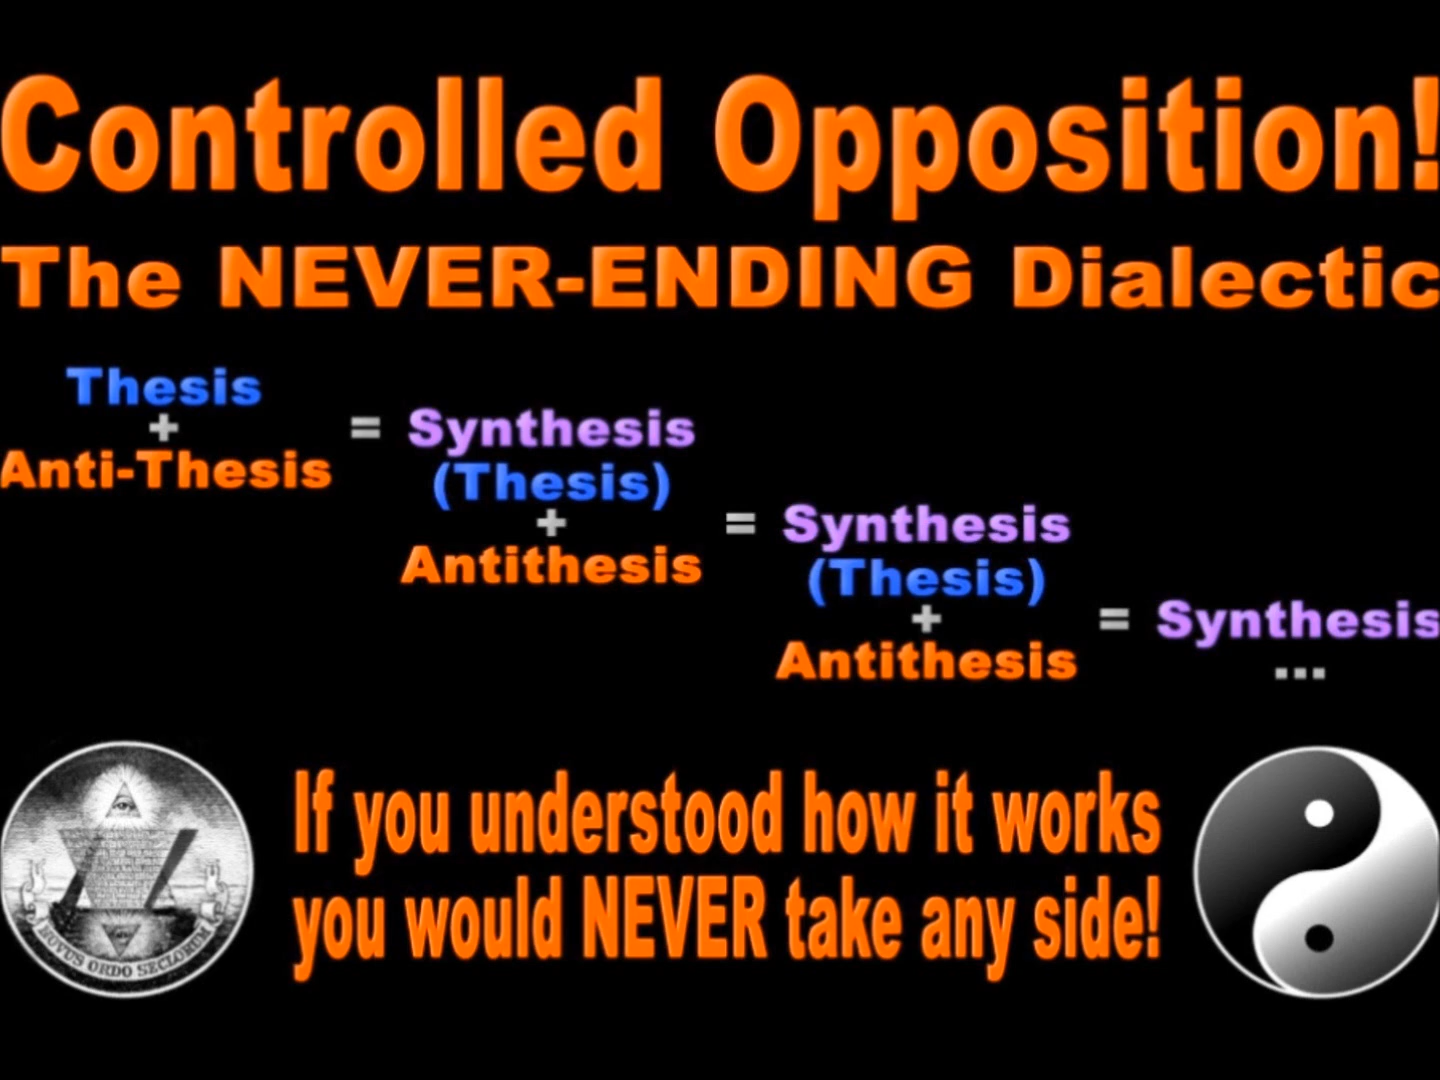 Controlled Opposition!
The NEVER-ENDING Dialectic
Thesis
+
Anti-Thesis
=
Synthesis
(Thesis)
+
Antithesis
=
Synthesis
(Thesis)
+
Antithesis
=
Synthesis
...
If you understood how it works
you would NEVER take any side!
NOVUS ORDO SECLORUM